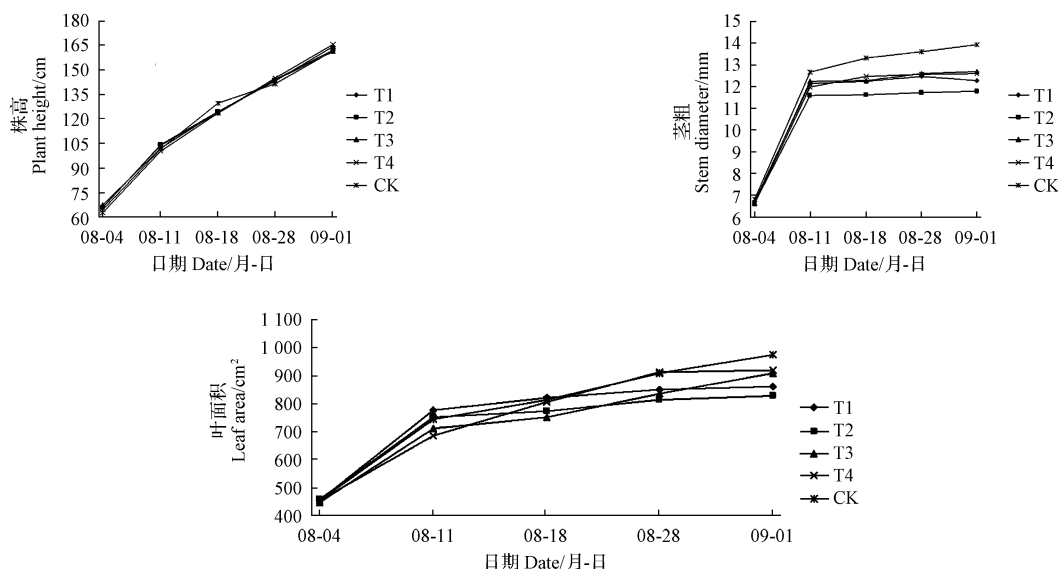 株高
Plant height/cm
180
165
150
135
120
105
90
75
60
08-04 08-11 08-18 08-28 09-01
日期 Date/月-日
T1
T2
T3
T4
CK
茎粗
Stem diameter/mm
15
14
13
12
11
10
9
8
7
6
08-04 08-11 08-18 08-28 09-01
日期 Date/月-日
T1
T2
T3
T4
CK
叶面积
Leaf area/cm²
1 100
1 000
900
800
700
600
500
400
08-04 08-11 08-18 08-28 09-01
日期 Date/月-日
T1
T2
T3
T4
CK